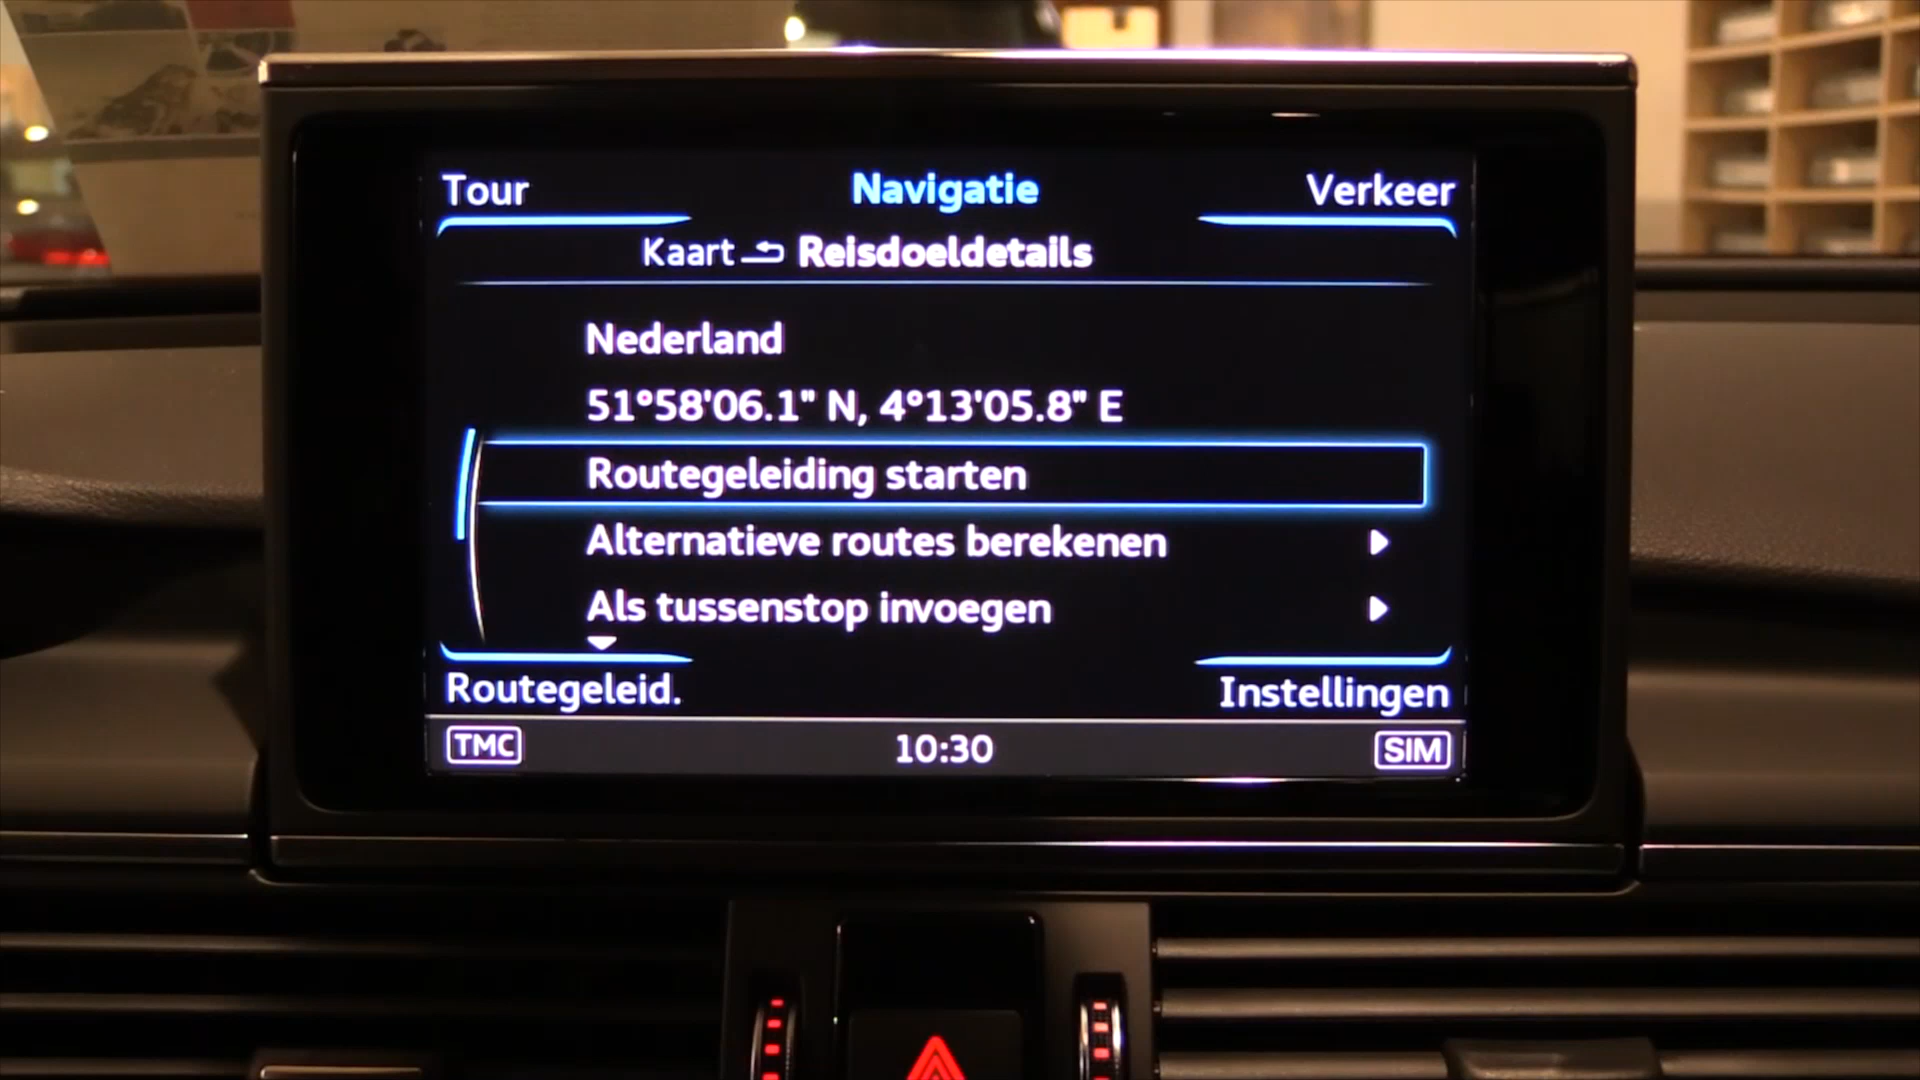 Tour
Navigatie
Verkeer
Kaart Reisdoeldetails
Nederland
51°58'06.1" N, 4°13'05.8" E
Routegeleiding starten
Alternatieve routes berekenen
Als tussenstop invoegen
Routegeleid.
Instellingen
TMC
10:30
SIM